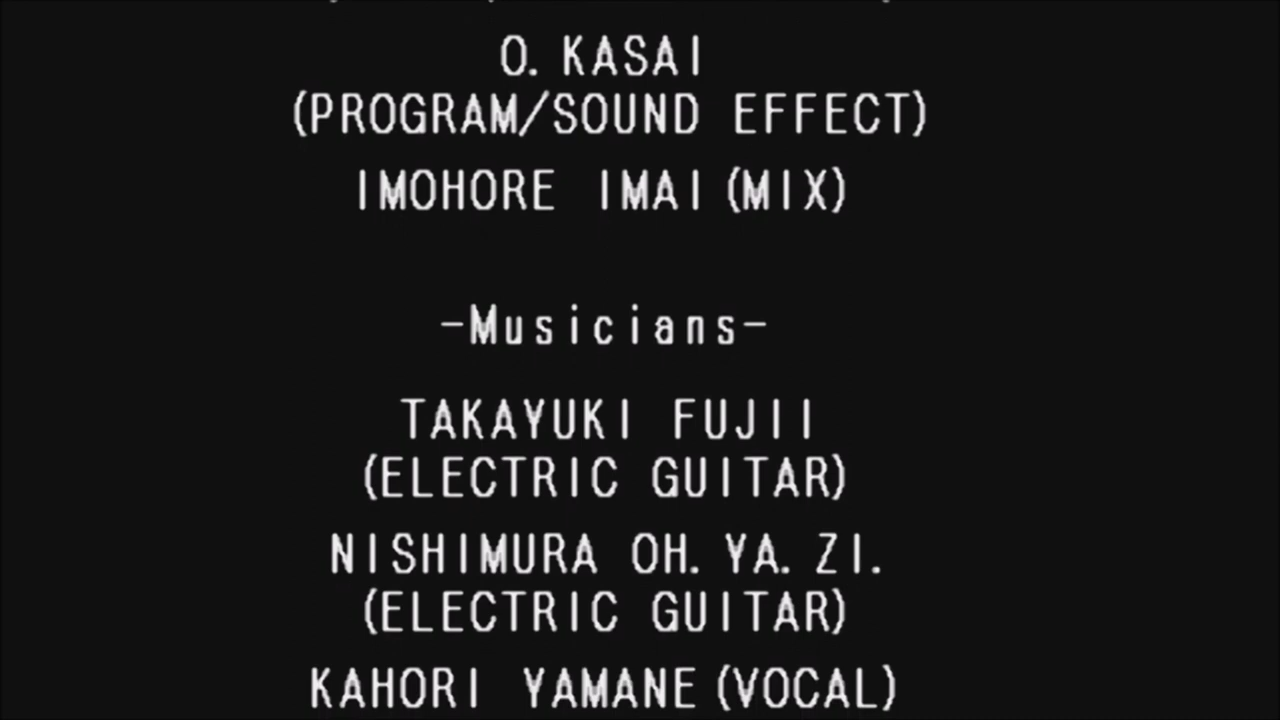 O. KASAI
(PROGRAM/SOUND EFFECT)
IMOHORE IMAI (MIX)
-Musicians-
TAKAYUKI FUJII
(ELECTRIC GUITAR)
NISHIMURA OH. YA. ZI.
(ELECTRIC GUITAR)
KAHORI YAMANE (VOCAL)